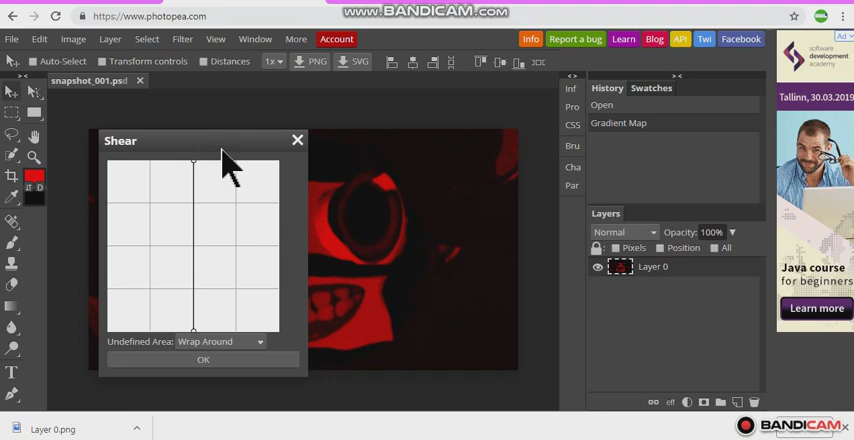 https://www.photopea.com
www.BANDICAM.com
File Edit Image Layer Select Filter View Window More Account
Info Report a bug Learn Blog API Twi Facebook
Auto-Select Transform controls Distances 1x PNG SVG
snapshot_001.psd
Shear
Undefined Area: Wrap Around
OK
D
Inf
Pro
CSS
Bru
Cha
Par
History Swatches
Open
Gradient Map
Layers
Normal Opacity: 100%
Pixels Position All
Layer 0
eff
Ad
software
development
academy
Tallinn, 30.03.2019
Java course
for beginners
Learn more
Layer 0.png
BANDICAM